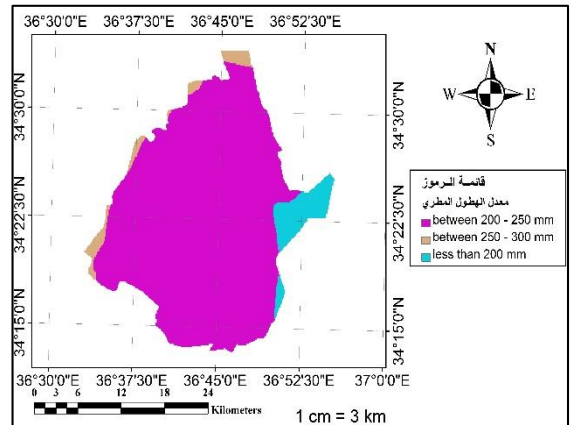 36°30'0"E 36°37'30"E 36°45'0"E 36°52'30"E
34°30'0"N 34°30'0"N
34°22'30"N 34°22'30"N
34°15'0"N 34°15'0"N
36°30'0"E 36°37'30"E 36°45'0"E 36°52'30"E 37°0'0"E
0 3 6 12 18 24
Kilometers
1 cm = 3 km
N
W E
S
قائمة الرموز
معدل الهطول المطري
between 200 - 250 mm
between 250 - 300 mm
less than 200 mm